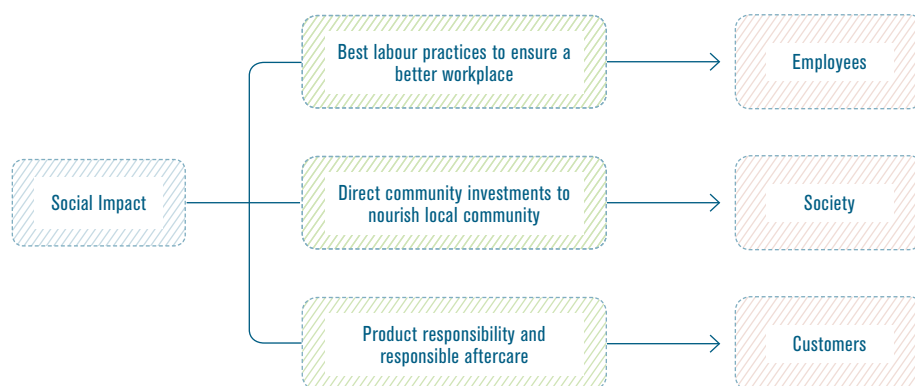 Best labour practices to ensure a
better workplace
Employees
Social Impact
Direct community investments to
nourish local community
Society
Product responsibility and
responsible aftercare
Customers